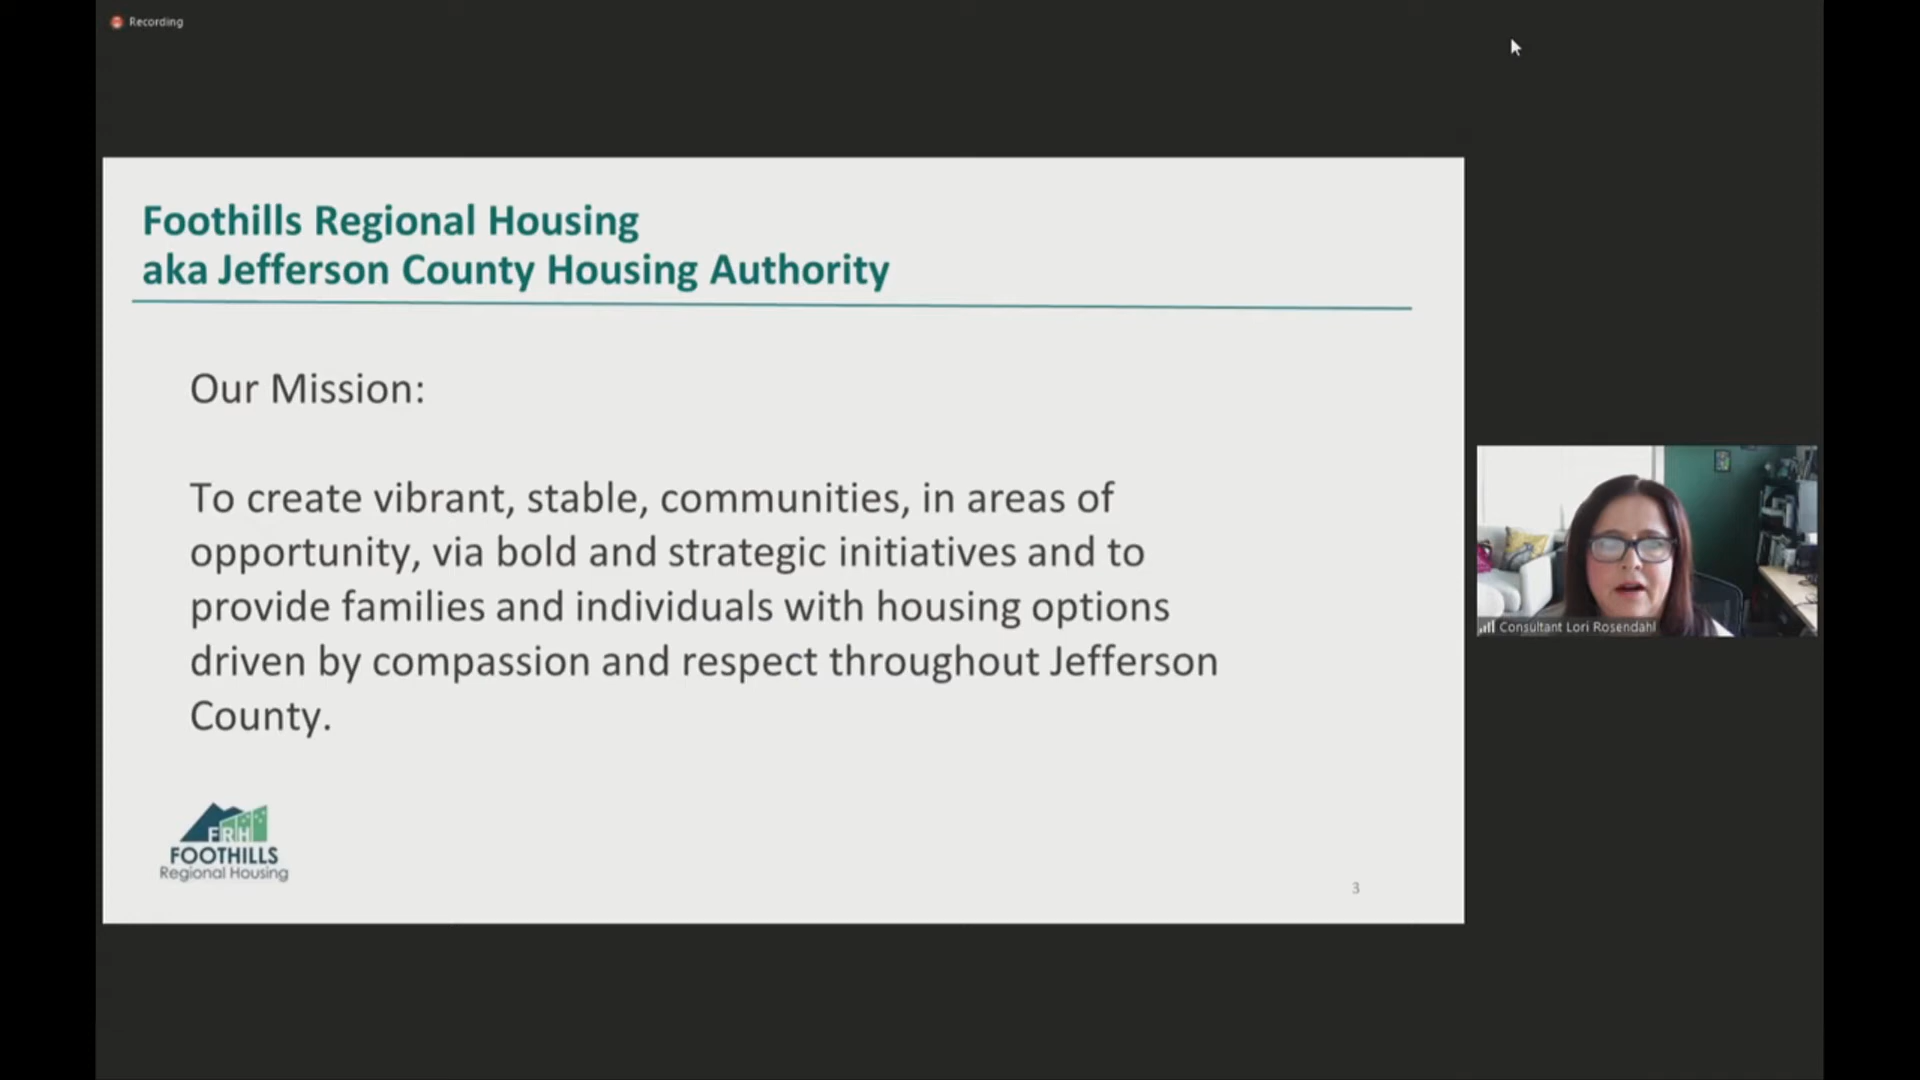 Recording
Foothills Regional Housing
aka Jefferson County Housing Authority
Our Mission:
To create vibrant, stable, communities, in areas of
opportunity, via bold and strategic initiatives and to
provide families and individuals with housing options
driven by compassion and respect throughout Jefferson
County.
Consultant Lori Rosendahl
FRH
FOOTHILLS
Regional Housing
3